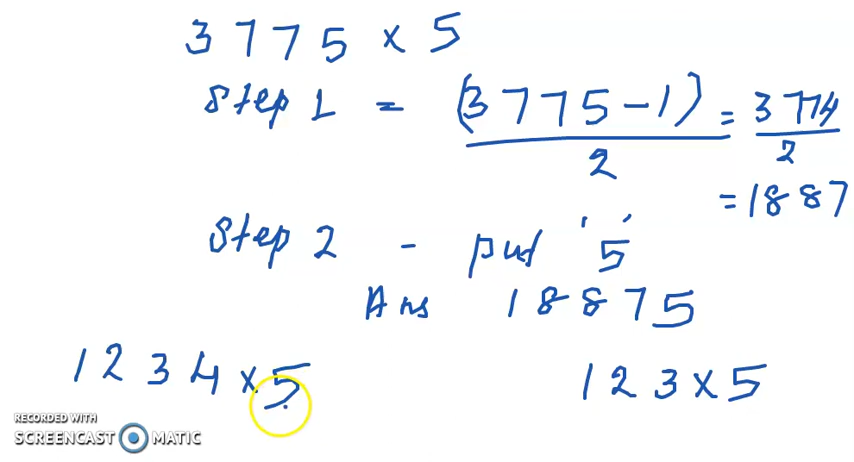 3775 × 5
Step 1 = (3775 - 1) / 2 = 3774 / 2
= 1887
Step 2 - put '5'
Ans 18875
1234 × 5
123 × 5
RECORDED WITH
SCREENCAST MATIC